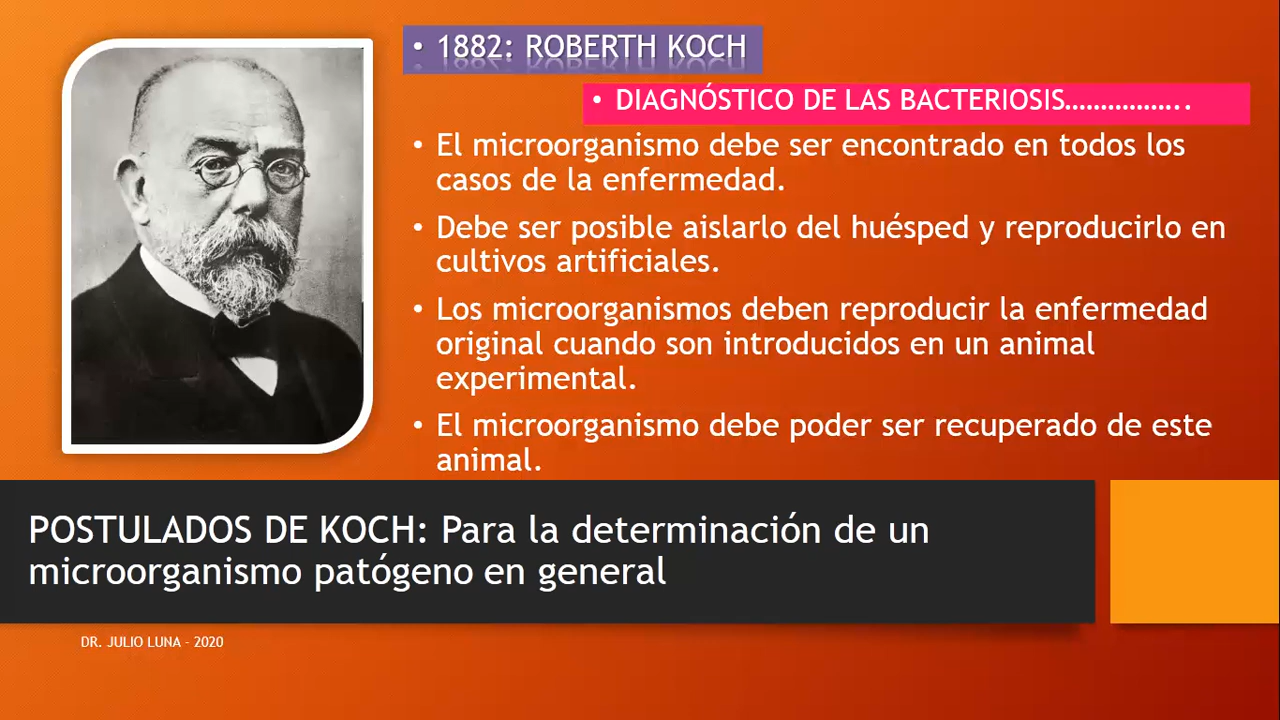 • 1882: ROBERTH KOCH
• DIAGNÓSTICO DE LAS BACTERIOSIS……………..
• El microorganismo debe ser encontrado en todos los
casos de la enfermedad.
• Debe ser posible aislarlo del huésped y reproducirlo en
cultivos artificiales.
• Los microorganismos deben reproducir la enfermedad
original cuando son introducidos en un animal
experimental.
• El microorganismo debe poder ser recuperado de este
animal.
POSTULADOS DE KOCH: Para la determinación de un
microorganismo patógeno en general
DR. JULIO LUNA - 2020